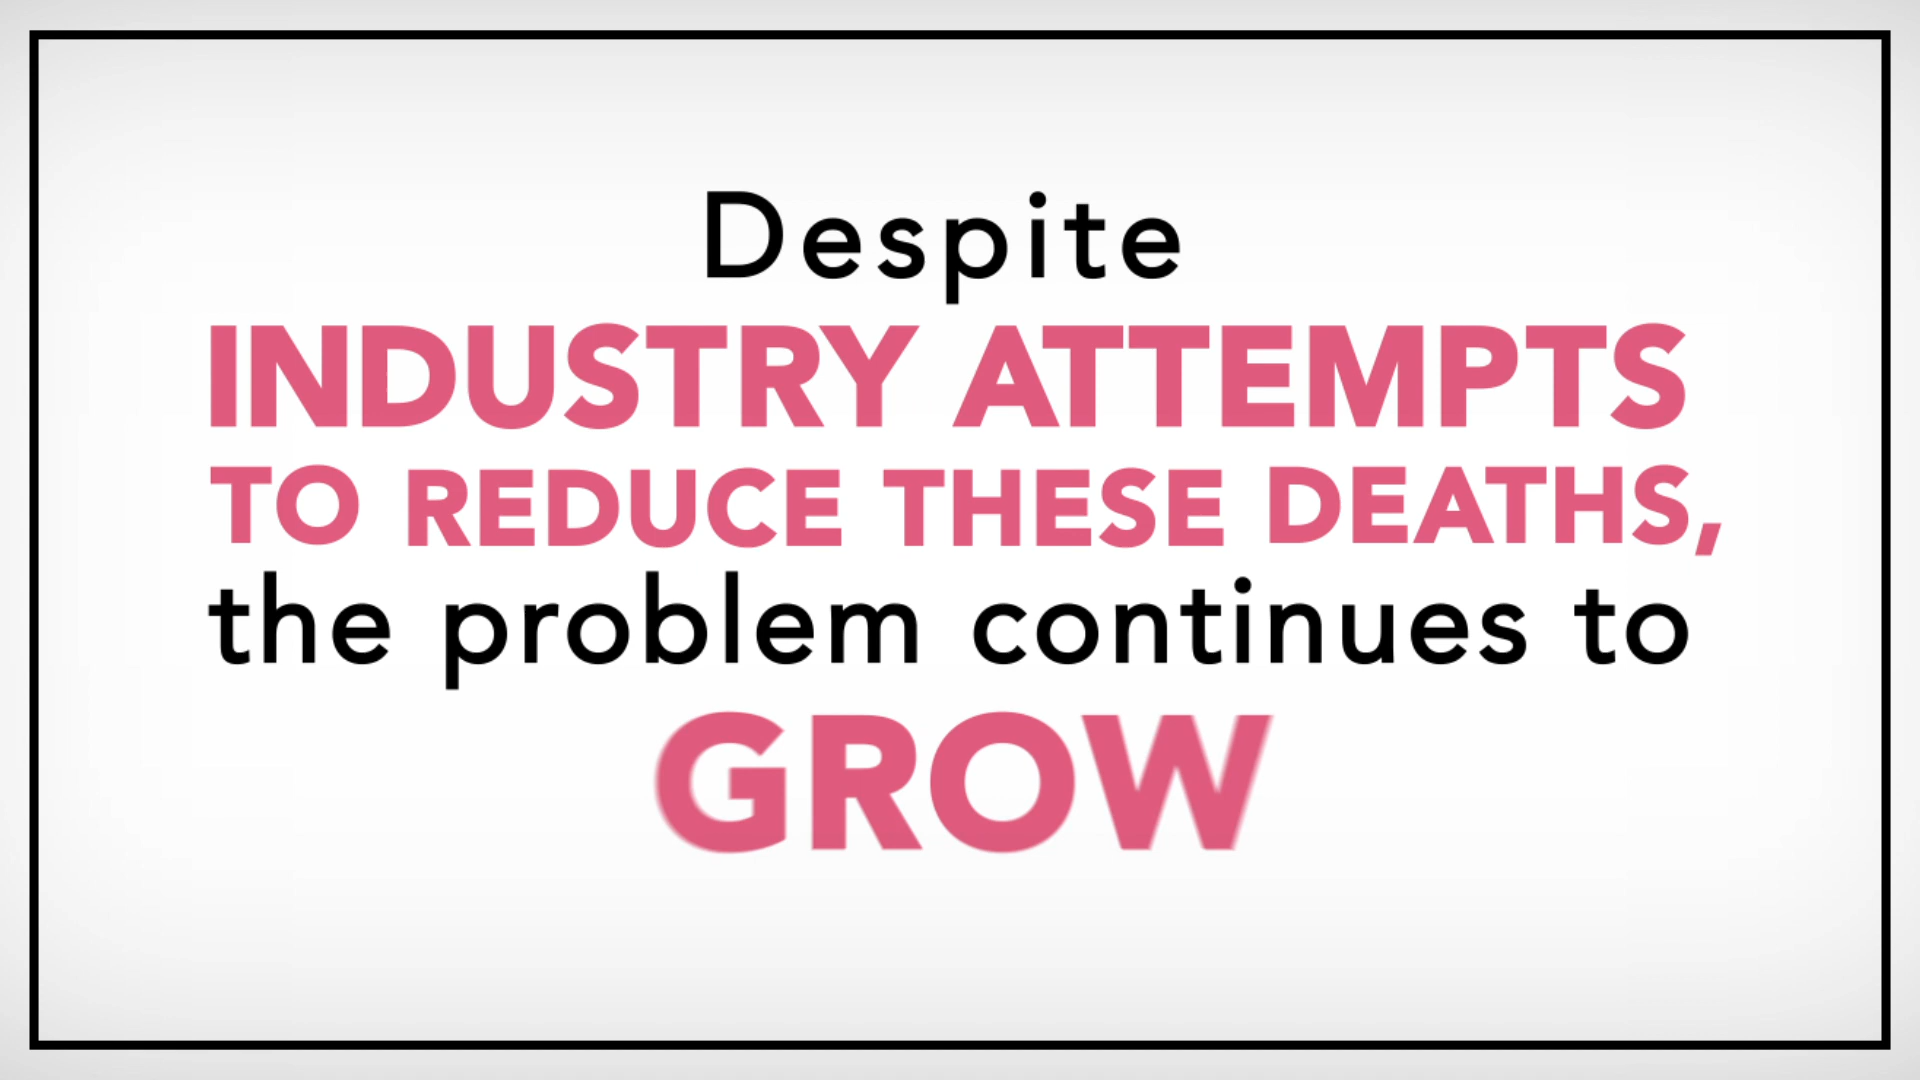 Despite
INDUSTRY ATTEMPTS
TO REDUCE THESE DEATHS,
the problem continues to
GROW